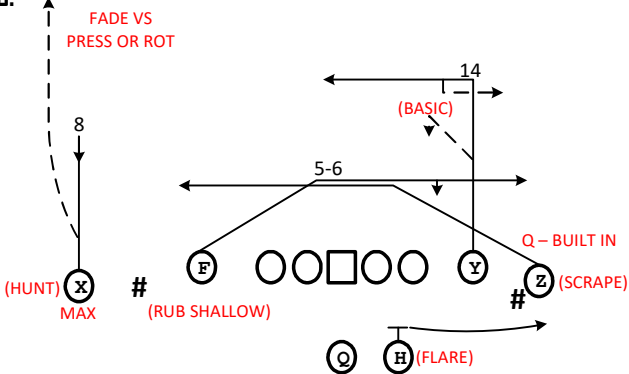 FADE VS
PRESS OR ROT
14
(BASIC)
8
5-6
Q – BUILT IN
F
Y
(HUNT) X
#
Z (SCRAPE)
#
MAX
(RUB SHALLOW)
Q
H (FLARE)